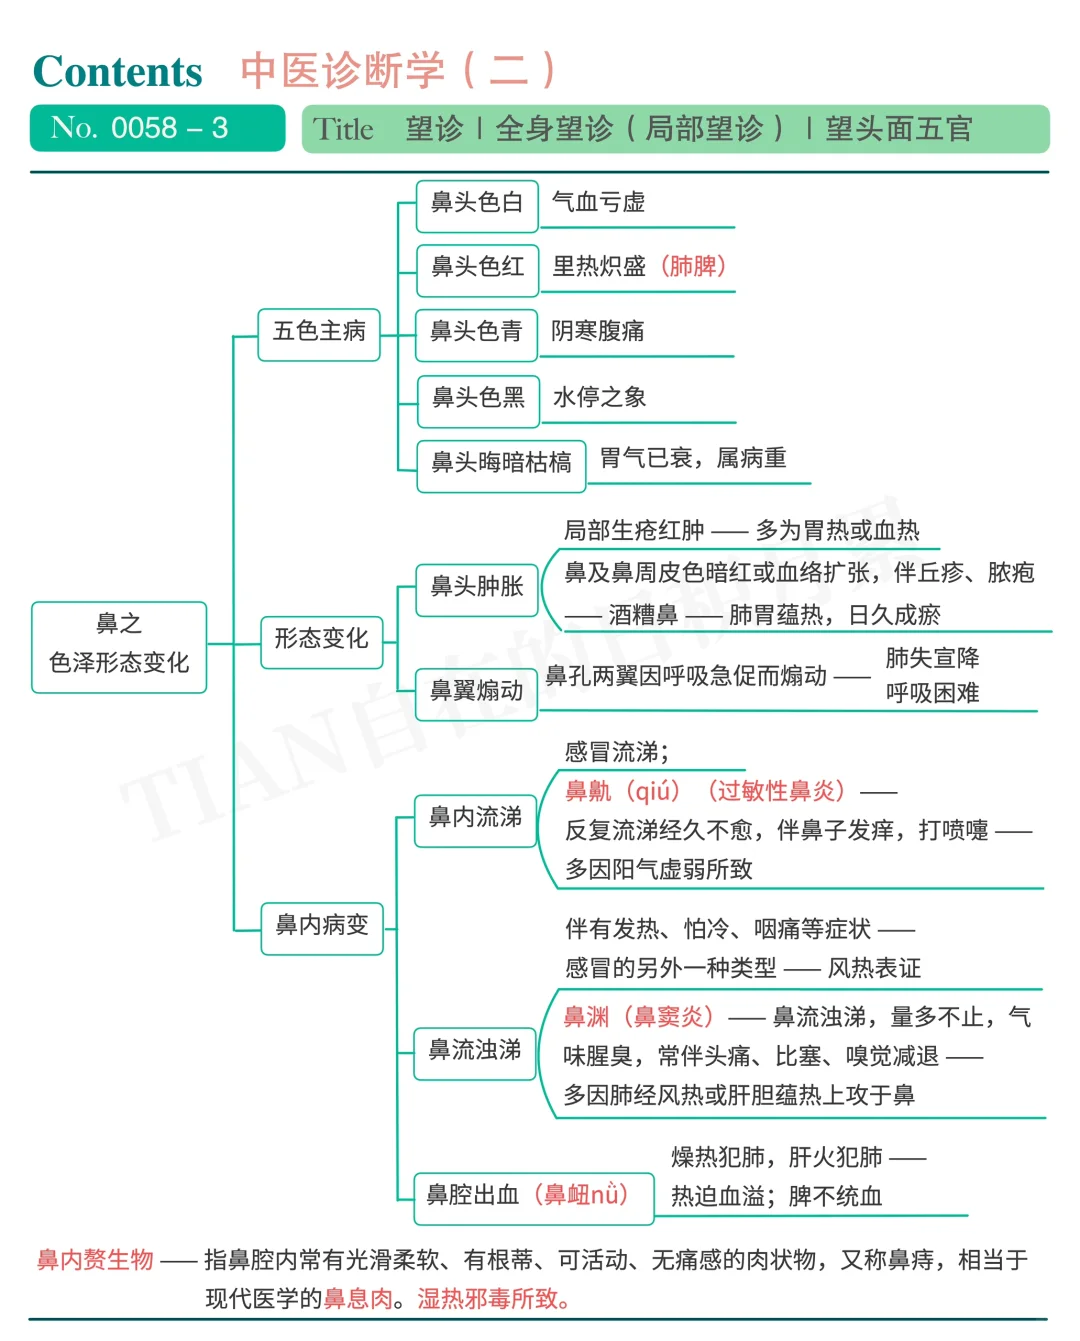 Contents 中医诊断学（二）
No. 0058 – 3
Title 望诊 | 全身望诊（局部望诊） | 望头面五官
鼻之
色泽形态变化
五色主病
鼻头色白 气血亏虚
鼻头色红 里热炽盛（肺脾）
鼻头色青 阴寒腹痛
鼻头色黑 水停之象
鼻头晦暗枯槁 胃气已衰，属病重
形态变化
鼻头肿胀
局部生疮红肿 —— 多为胃热或血热
鼻及鼻周皮色暗红或血络扩张，伴丘疹、脓疱
—— 酒糟鼻 —— 肺胃蕴热，日久成瘀
鼻翼煽动
鼻孔两翼因呼吸急促而煽动 ——
肺失宣降
呼吸困难
鼻内病变
鼻内流涕
感冒流涕；
鼻鼽（qiú）（过敏性鼻炎）——
反复流涕经久不愈，伴鼻子发痒，打喷嚏 ——
多因阳气虚弱所致
鼻流浊涕
伴有发热、怕冷、咽痛等症状 ——
感冒的另外一种类型 —— 风热表证
鼻渊（鼻窦炎）—— 鼻流浊涕，量多不止，气
味腥臭，常伴头痛、比塞、嗅觉减退 ——
多因肺经风热或肝胆蕴热上攻于鼻
鼻腔出血（鼻衄nǜ）
燥热犯肺，肝火犯肺 ——
热迫血溢；脾不统血
鼻内赘生物 —— 指鼻腔内常有光滑柔软、有根蒂、可活动、无痛感的肉状物，又称鼻痔，相当于
现代医学的鼻息肉。湿热邪毒所致。
TIAN自在的日积月累